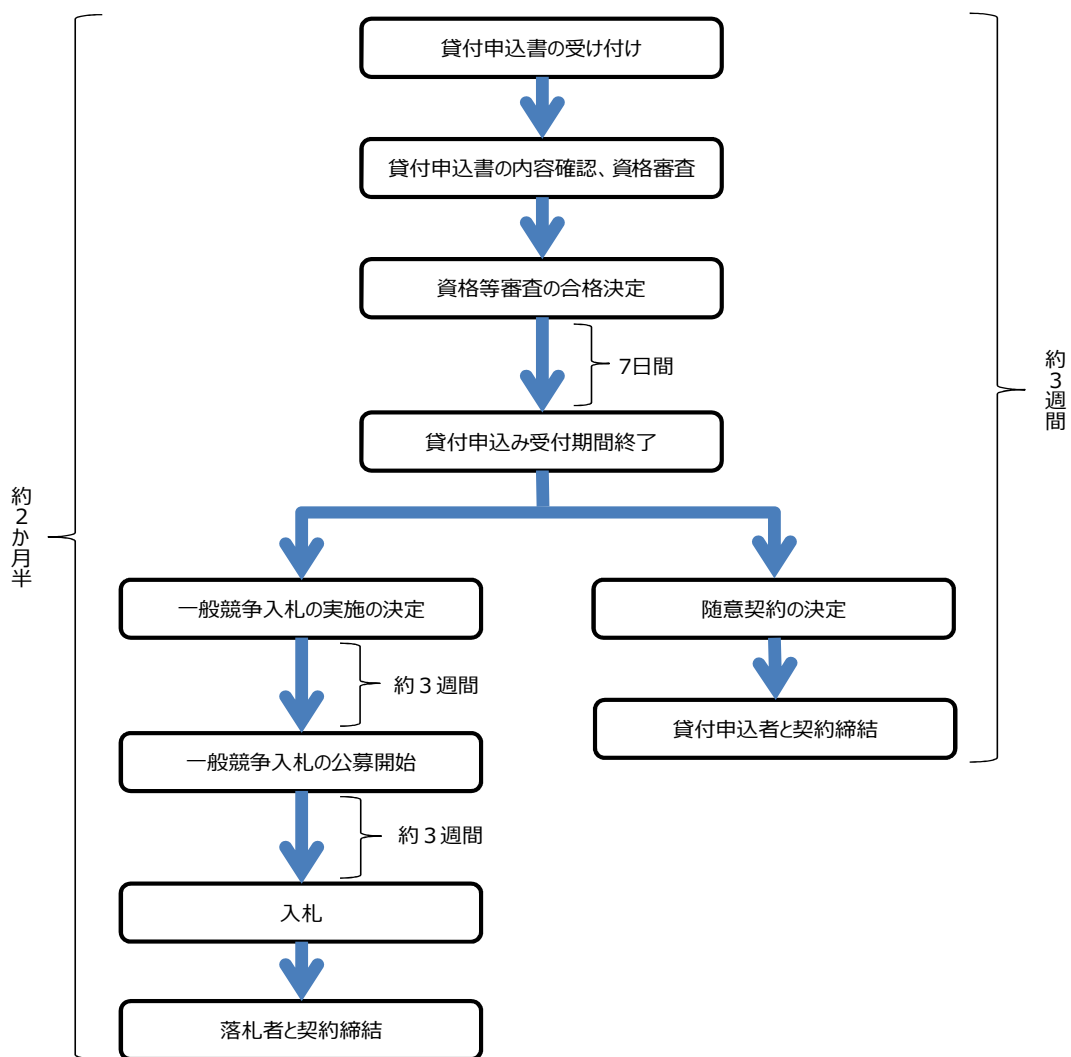 貸付申込書の受け付け
貸付申込書の内容確認、資格審査
資格等審査の合格決定
7日間
約3週間
貸付申込み受付期間終了
約2か月半
一般競争入札の実施の決定
随意契約の決定
約３週間
貸付申込者と契約締結
一般競争入札の公募開始
約３週間
入札
落札者と契約締結